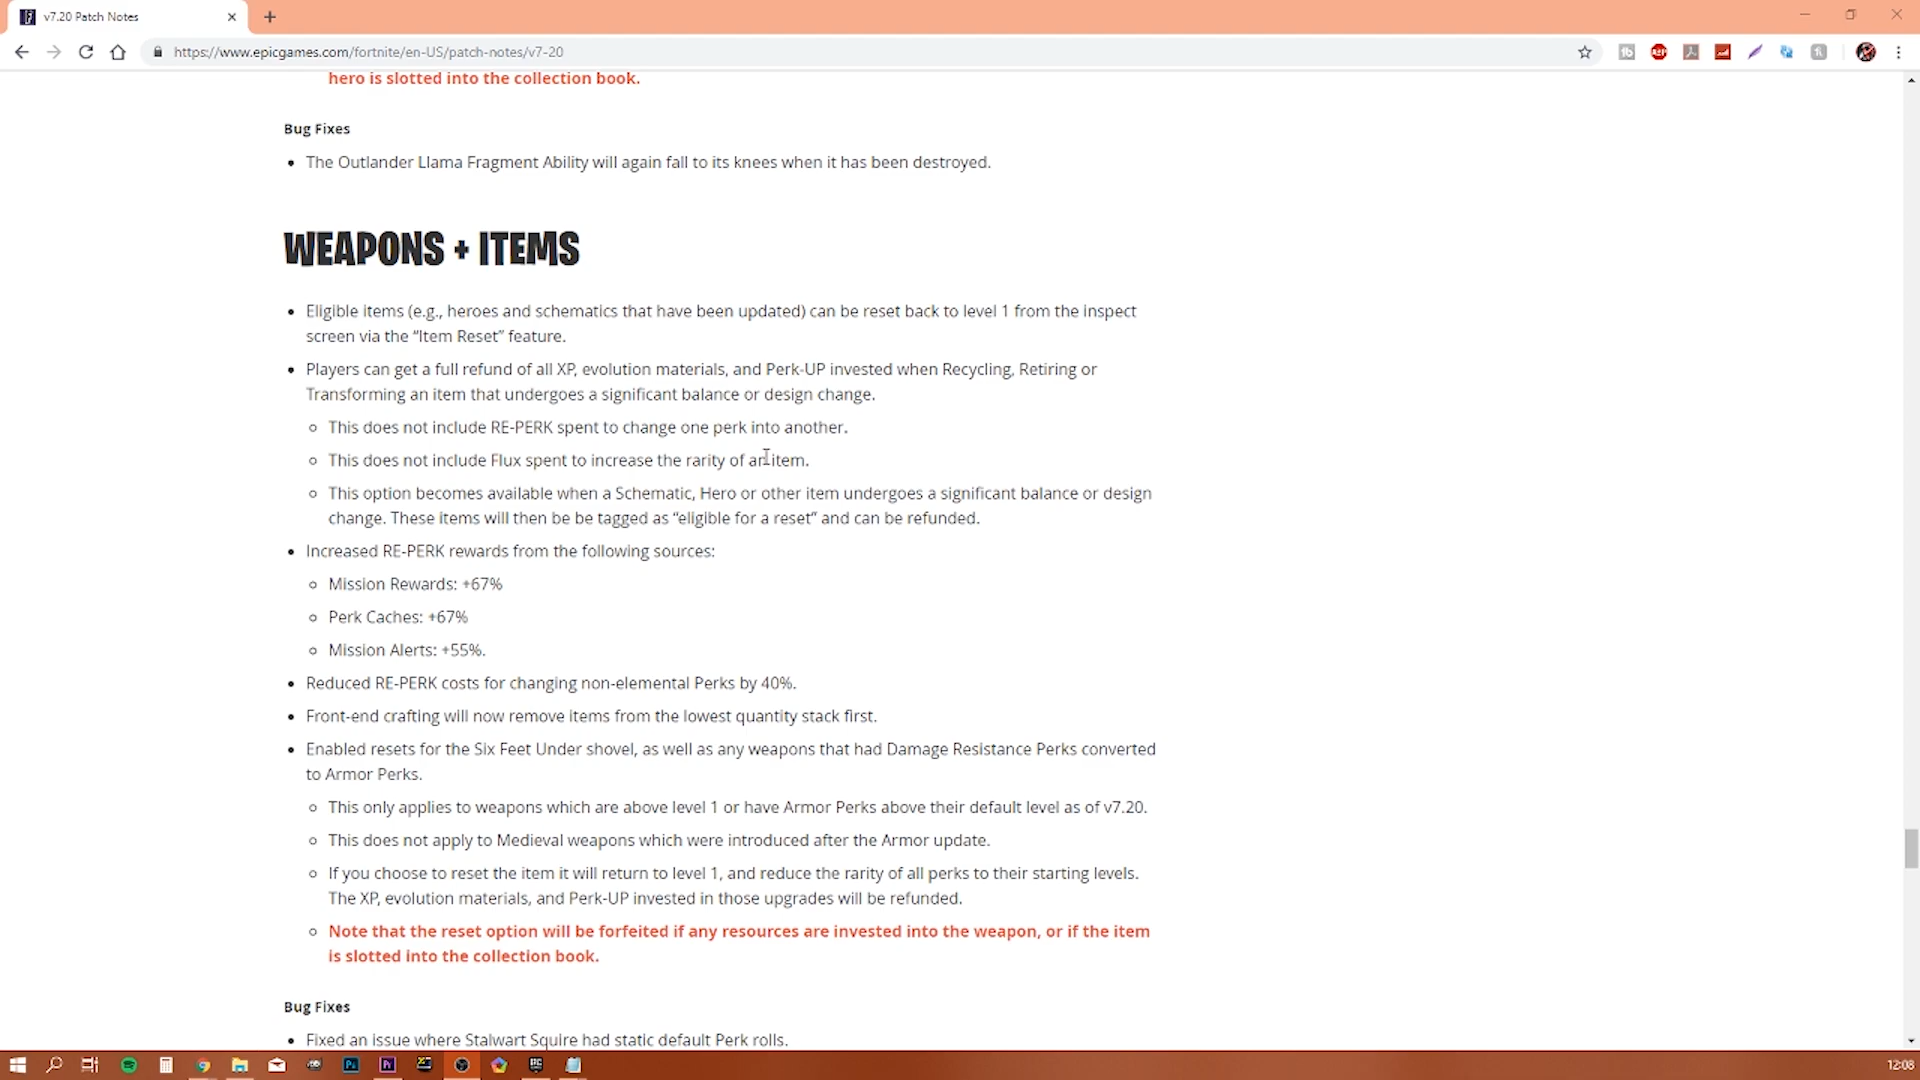 v7.20 Patch Notes
https://www.epicgames.com/fortnite/en-US/patch-notes/v7-20
hero is slotted into the collection book.
Bug Fixes
• The Outlander Llama Fragment Ability will again fall to its knees when it has been destroyed.
WEAPONS + ITEMS
• Eligible items (e.g., heroes and schematics that have been updated) can be reset back to level 1 from the inspect
screen via the “Item Reset” feature.
• Players can get a full refund of all XP, evolution materials, and Perk-UP invested when Recycling, Retiring or
Transforming an item that undergoes a significant balance or design change.
○ This does not include RE-PERK spent to change one perk into another.
○ This does not include Flux spent to increase the rarity of an item.
○ This option becomes available when a Schematic, Hero or other item undergoes a significant balance or design
change. These items will then be be tagged as “eligible for a reset” and can be refunded.
• Increased RE-PERK rewards from the following sources:
○ Mission Rewards: +67%
○ Perk Caches: +67%
○ Mission Alerts: +55%.
• Reduced RE-PERK costs for changing non-elemental Perks by 40%.
• Front-end crafting will now remove items from the lowest quantity stack first.
• Enabled resets for the Six Feet Under shovel, as well as any weapons that had Damage Resistance Perks converted
to Armor Perks.
○ This only applies to weapons which are above level 1 or have Armor Perks above their default level as of v7.20.
○ This does not apply to Medieval weapons which were introduced after the Armor update.
○ If you choose to reset the item it will return to level 1, and reduce the rarity of all perks to their starting levels.
The XP, evolution materials, and Perk-UP invested in those upgrades will be refunded.
○ Note that the reset option will be forfeited if any resources are invested into the weapon, or if the item
is slotted into the collection book.
Bug Fixes
• Fixed an issue where Stalwart Squire had static default Perk rolls.
12:08